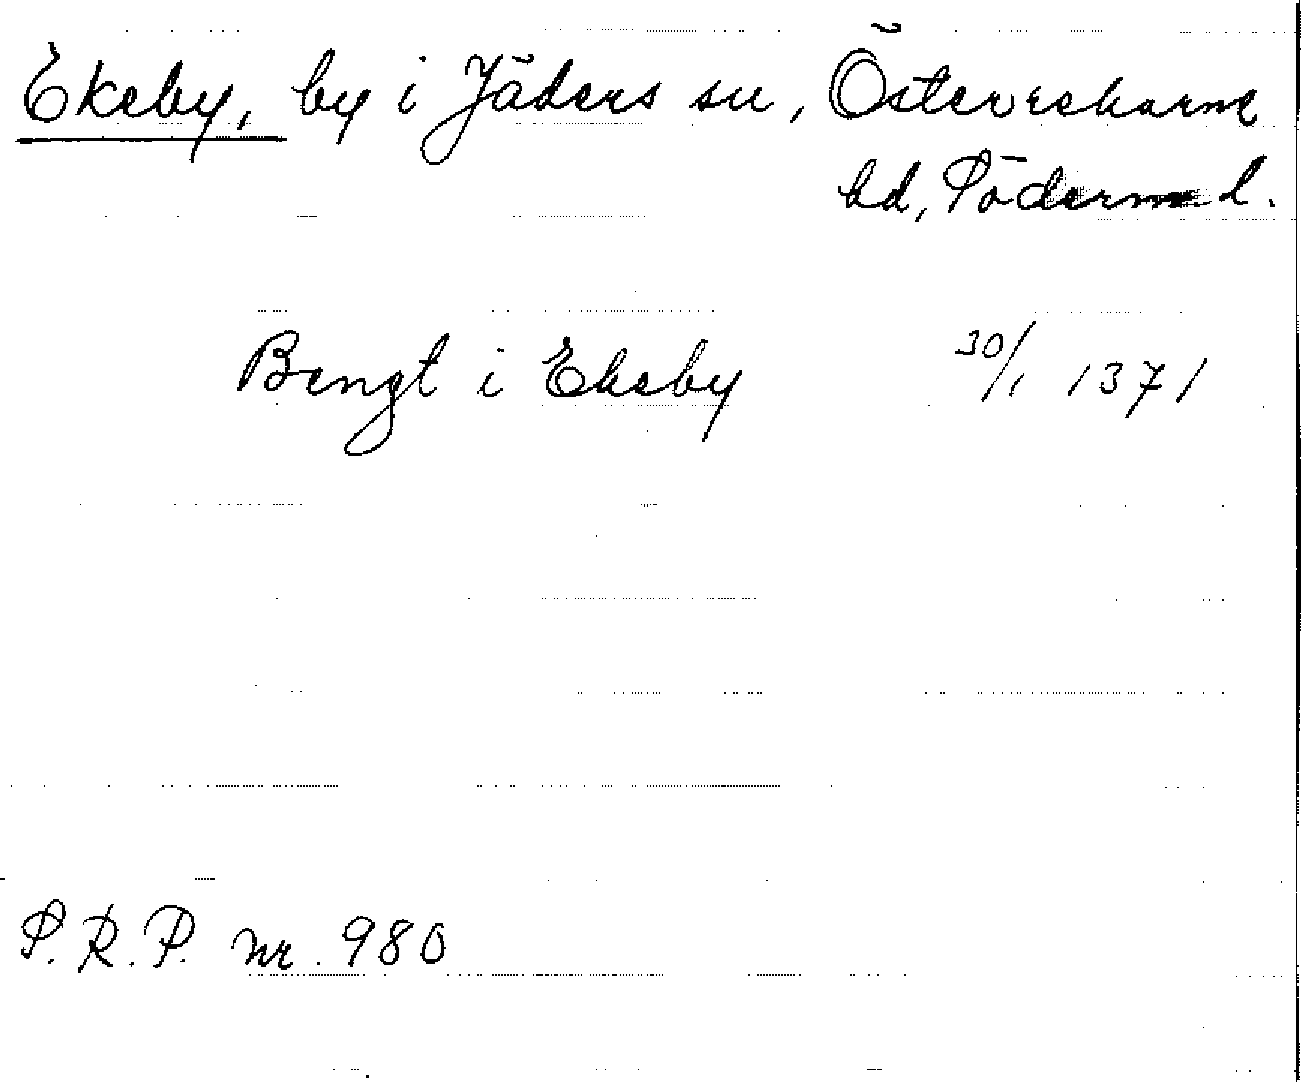 Ekeby, by i Jäders sn, Österrekarne
hd, Södermanl.
Bengt i Ekeby 30/1 1371
S.R.P. nr. 980